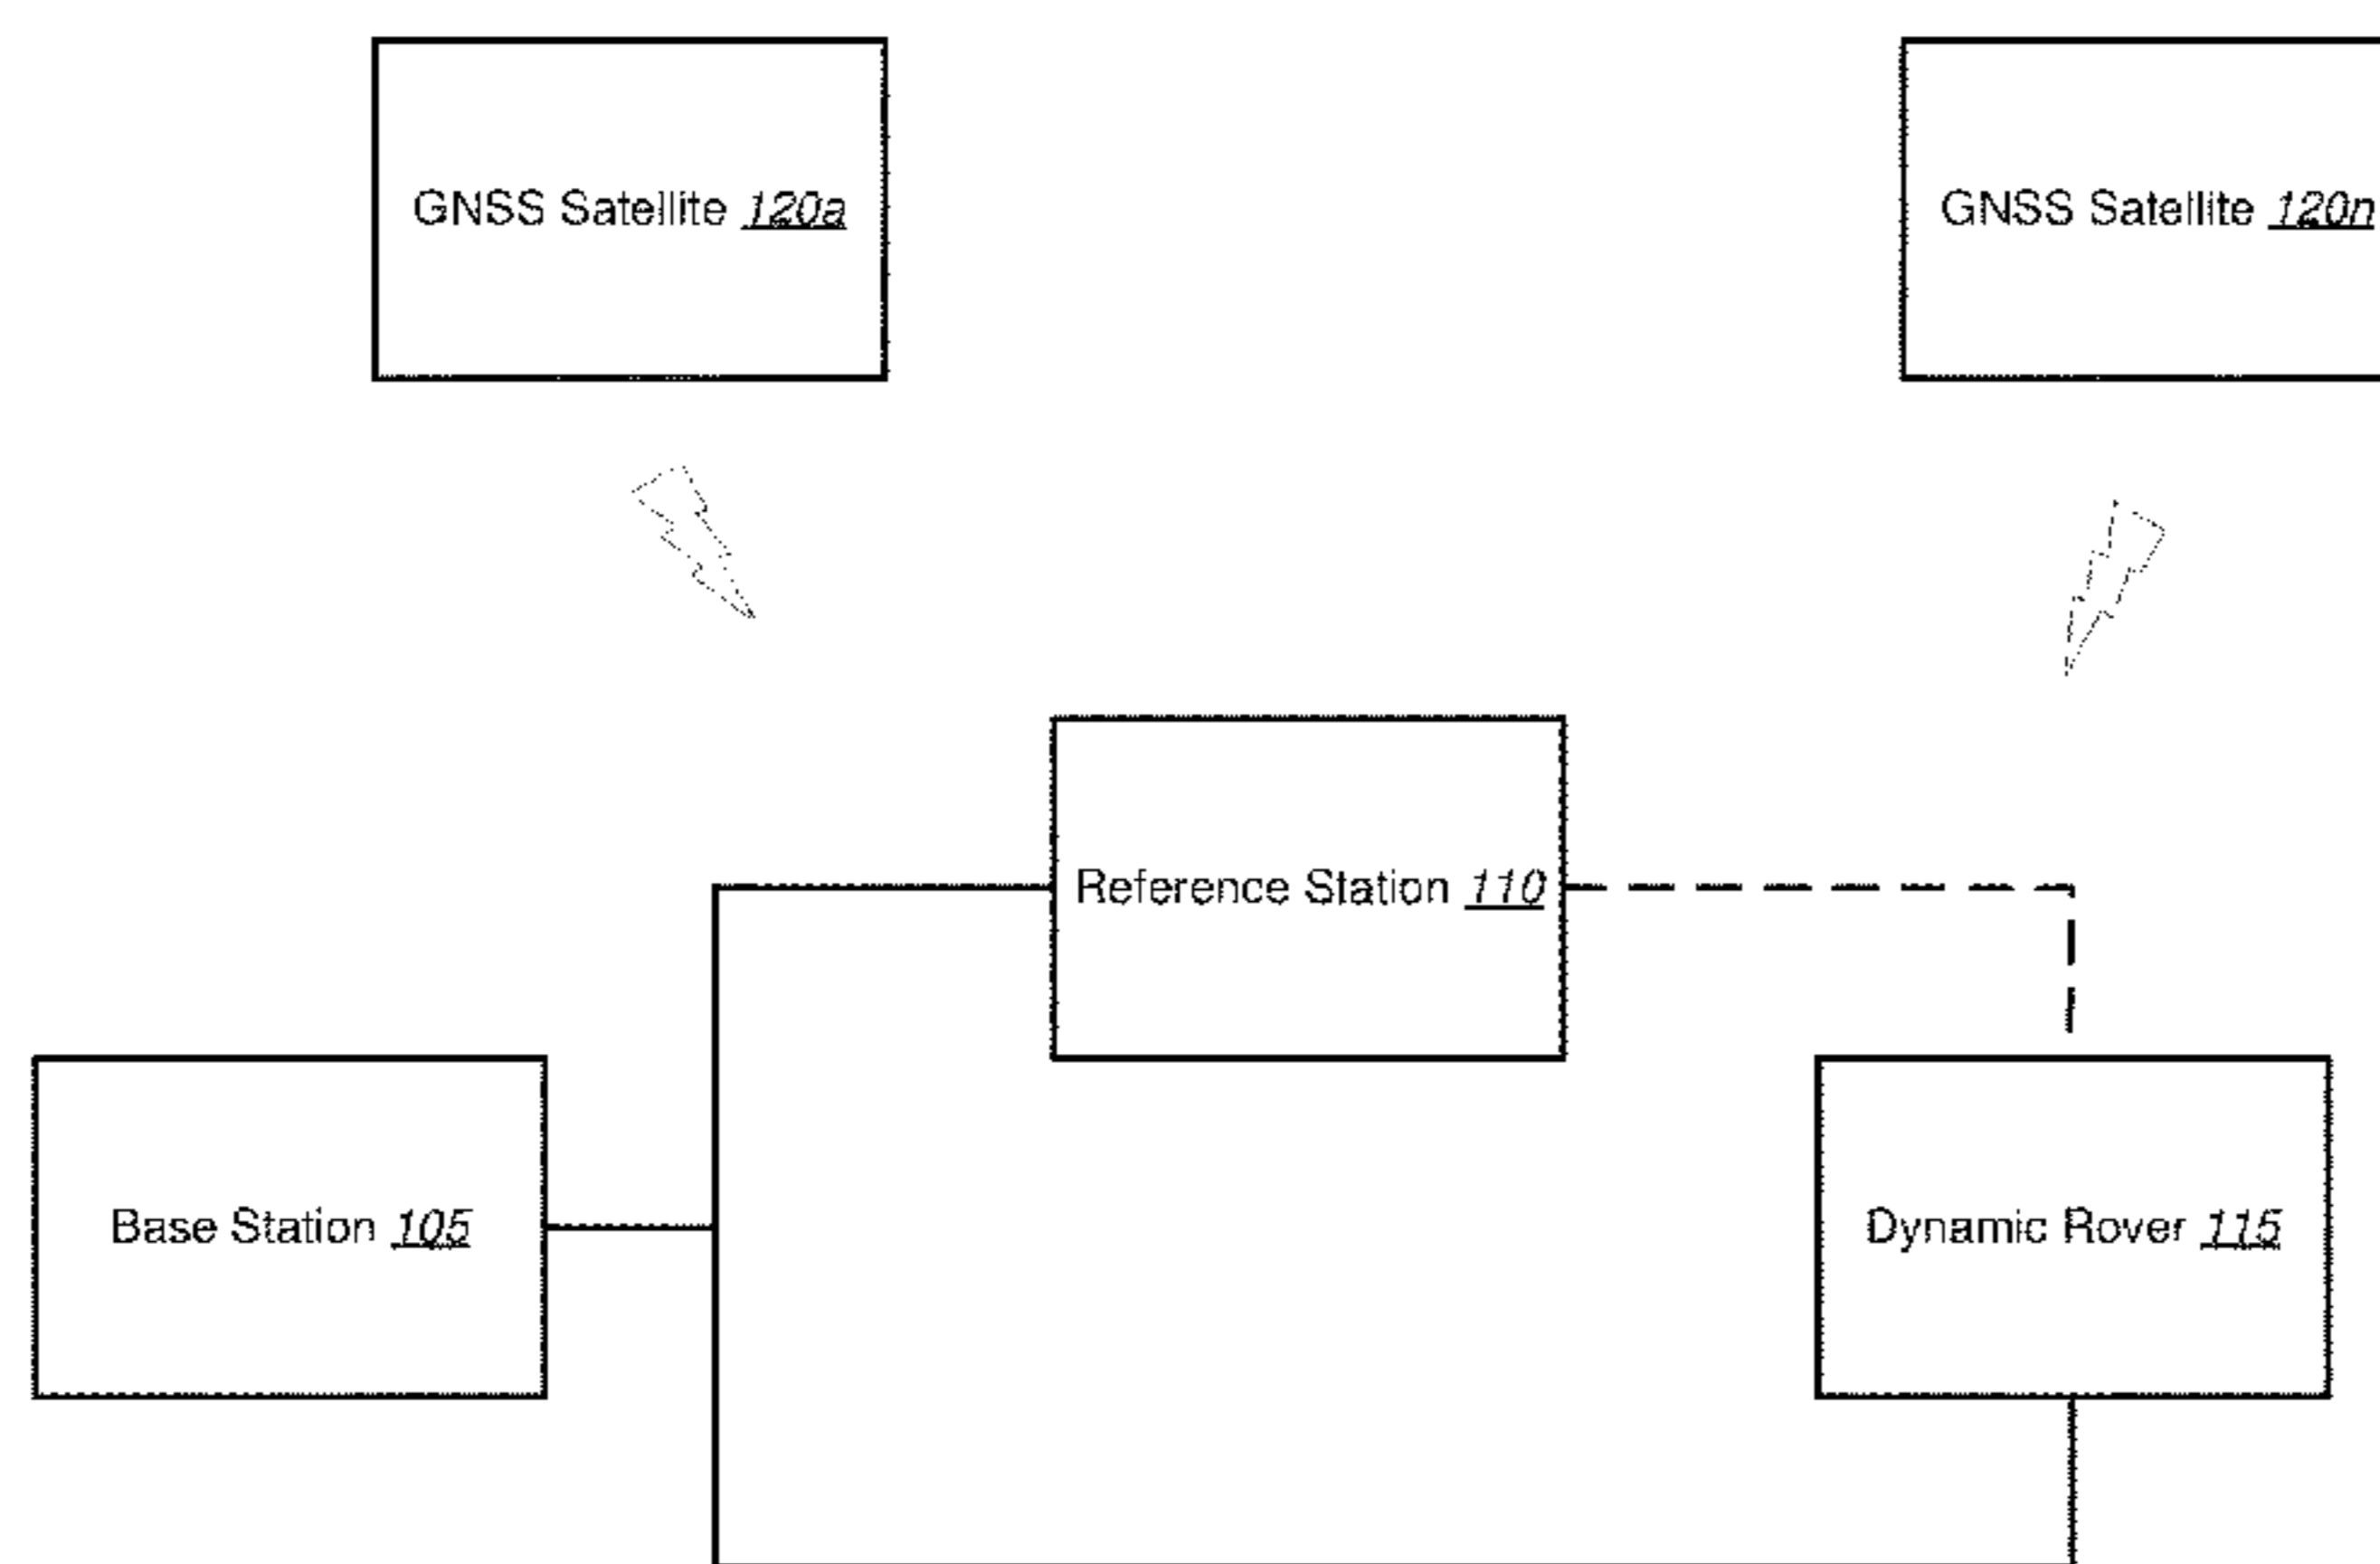 GNSS Satellite 120a
GNSS Satellite 120n
Reference Station 110
Base Station 105
Dynamic Rover 115